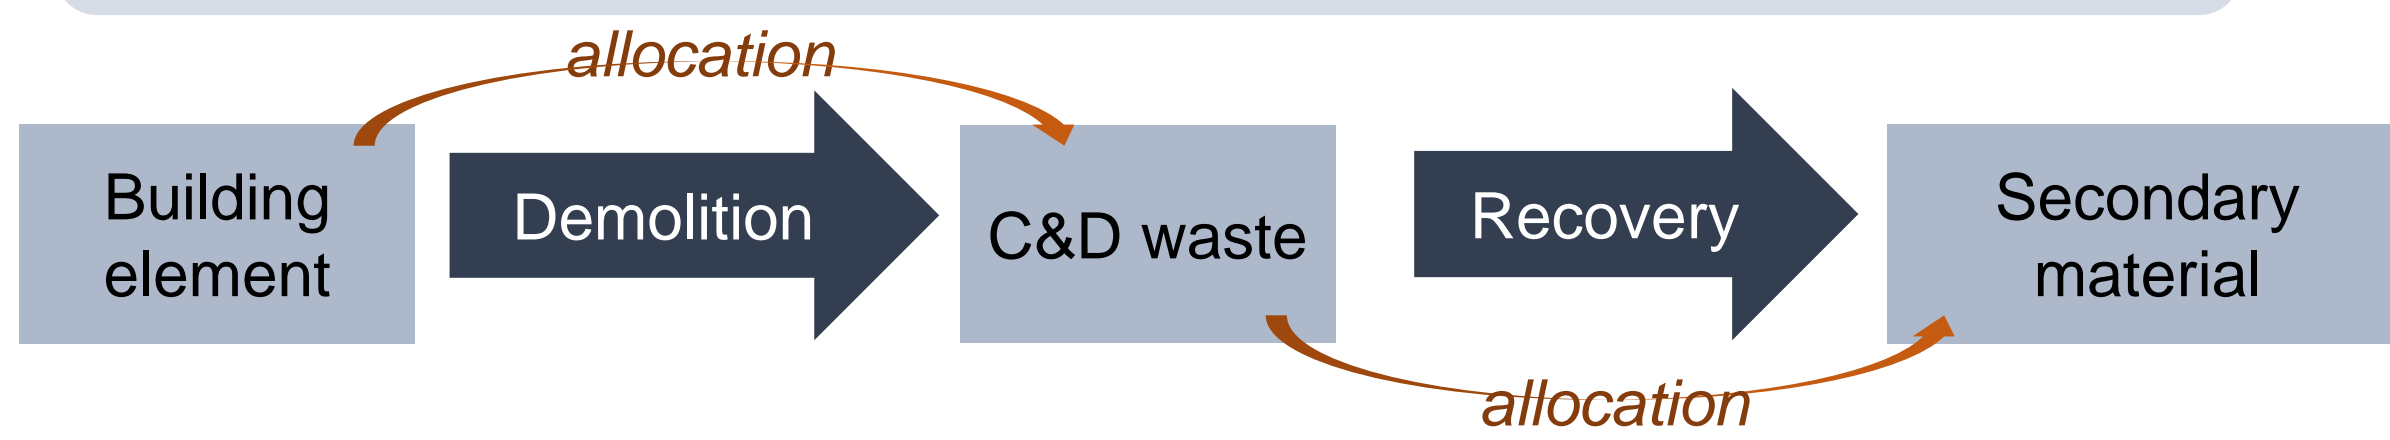 allocation
Building
element
Demolition
C&D waste
Recovery
Secondary
material
allocation